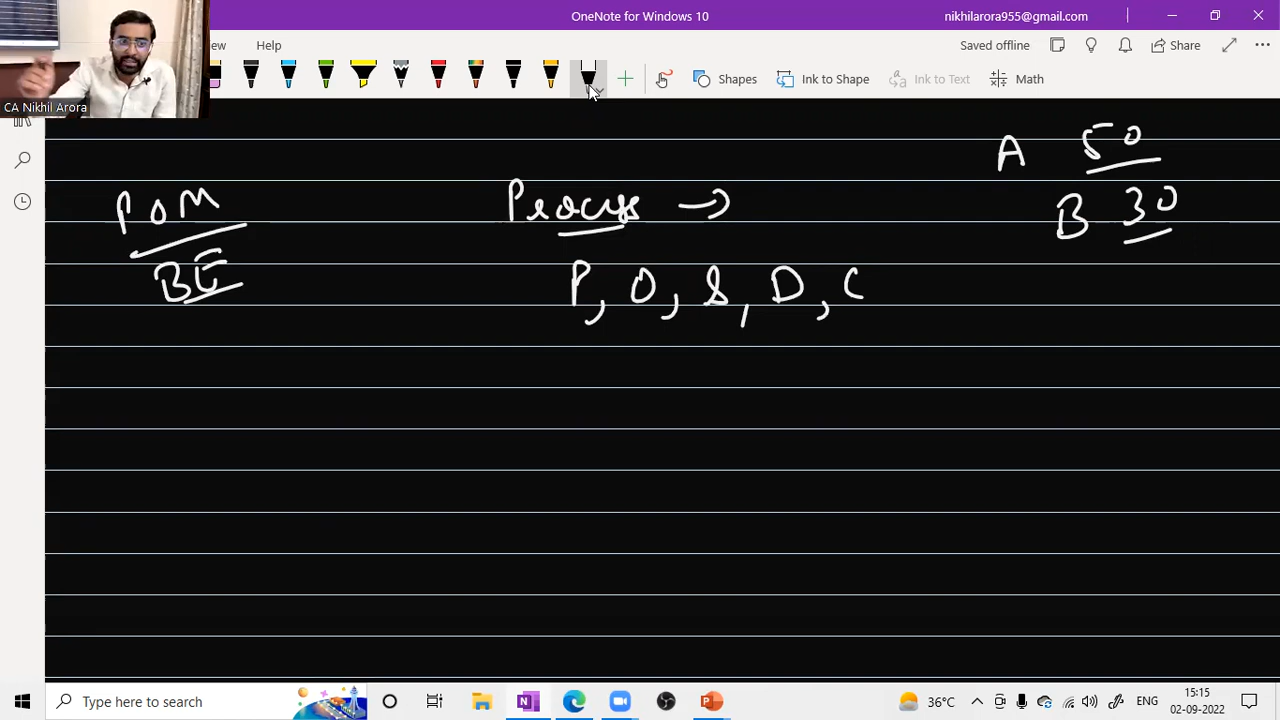 OneNote for Windows 10
nikhilarora955@gmail.com
Help
Saved offline
Share
Shapes
Ink to Shape
Ink to Text
Math
CA Nikhil Arora
A 50
B 30
POM
BE
Process →
P, O, S, D, C
Type here to search
36°C
ENG
15:15
02-09-2022